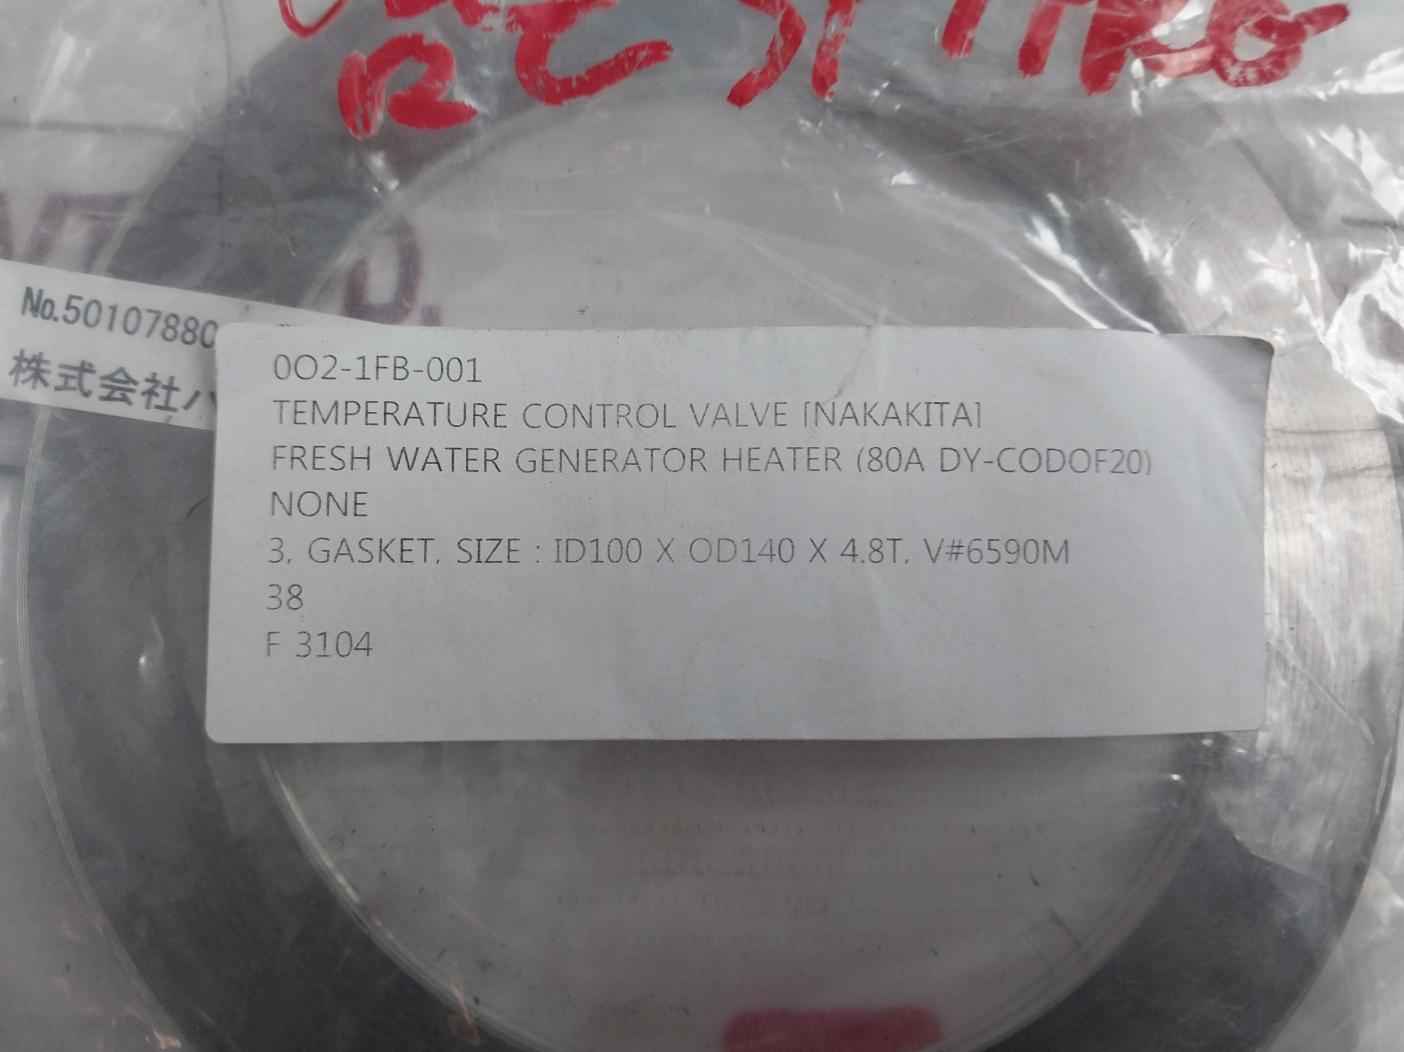 No.50107880
株式会社ハ
0O2-1FB-001
TEMPERATURE CONTROL VALVE [NAKAKITA]
FRESH WATER GENERATOR HEATER (80A DY-CODOF20)
NONE
3, GASKET, SIZE : ID100 X OD140 X 4.8T, V#6590M
38
F 3104